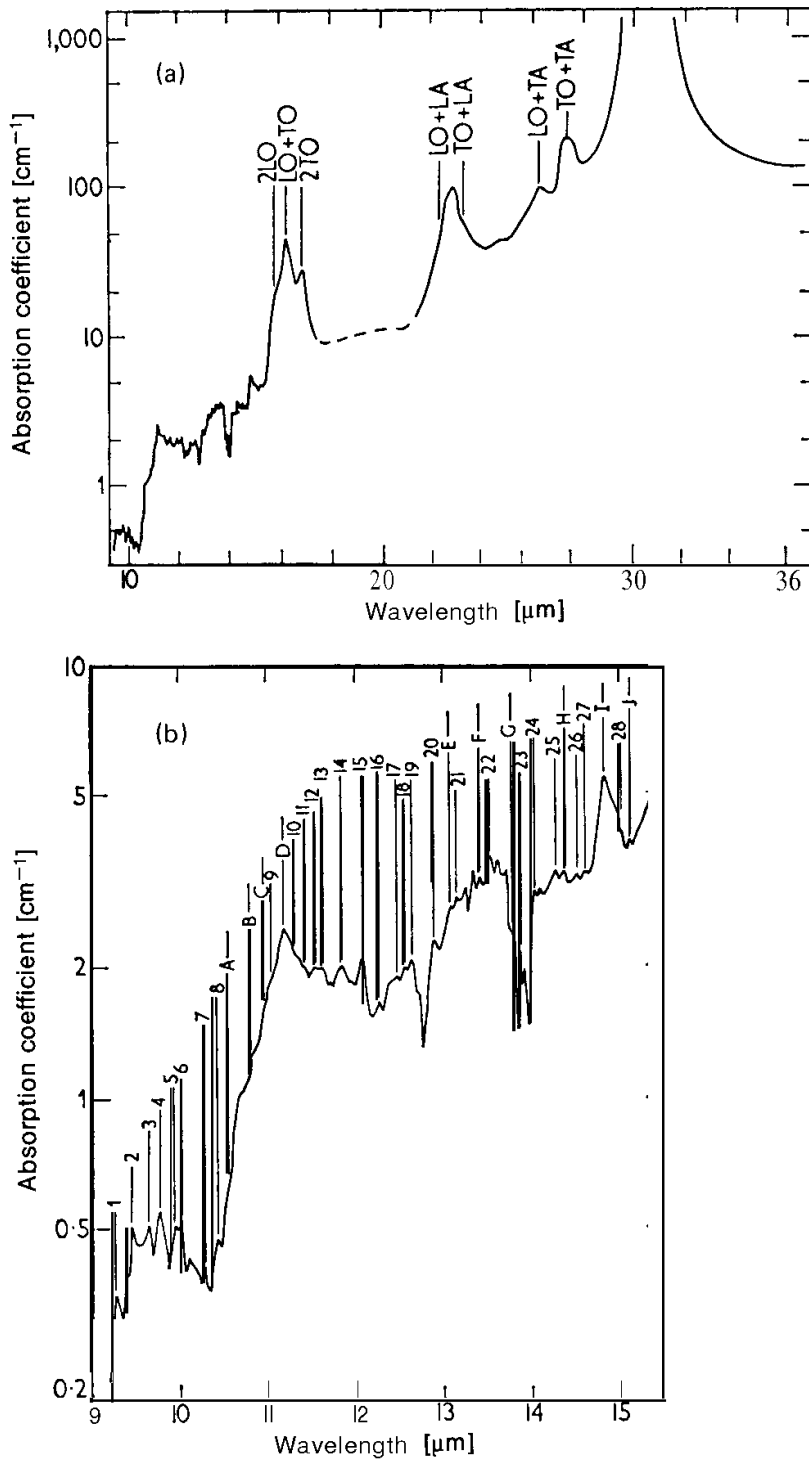 (a)
1,000
100
10
1
Absorption coefficient [cm⁻¹]
2LO
LO+TO
2TO
LO+LA
TO+LA
LO+TA
TO+TA
10 20 30 36
Wavelength [μm]
(b)
10
5
2
1
0·5
0·2
Absorption coefficient [cm⁻¹]
1
2
3
4
5
6
7
8
A
B
C
9
D
10
11
12
13
14
15
16
17
18
19
20
E
21
F
22
G
23
24
25
H
26
27
I
28
J
9 10 11 12 13 14 15
Wavelength [μm]